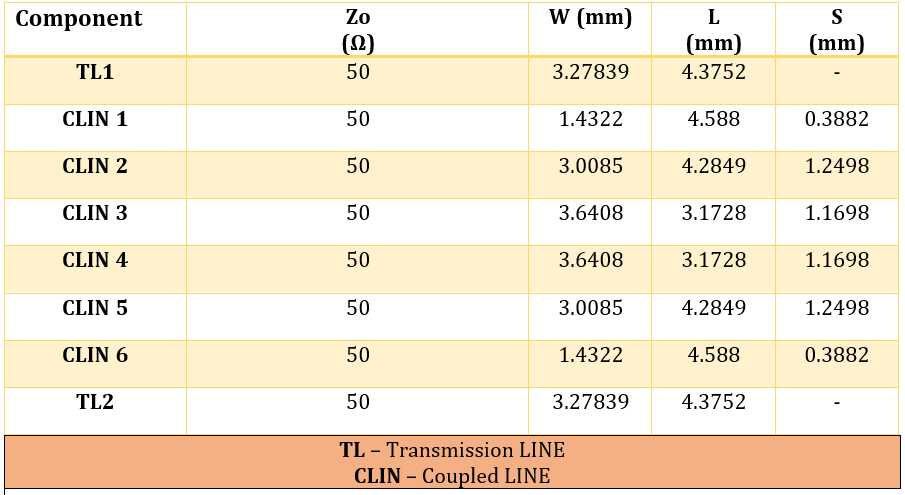 Component Zo W (mm) L S
(Ω) (mm) (mm)
TL1 50 3.27839 4.3752 -
CLIN 1 50 1.4322 4.588 0.3882
CLIN 2 50 3.0085 4.2849 1.2498
CLIN 3 50 3.6408 3.1728 1.1698
CLIN 4 50 3.6408 3.1728 1.1698
CLIN 5 50 3.0085 4.2849 1.2498
CLIN 6 50 1.4322 4.588 0.3882
TL2 50 3.27839 4.3752 -
TL – Transmission LINE
CLIN – Coupled LINE